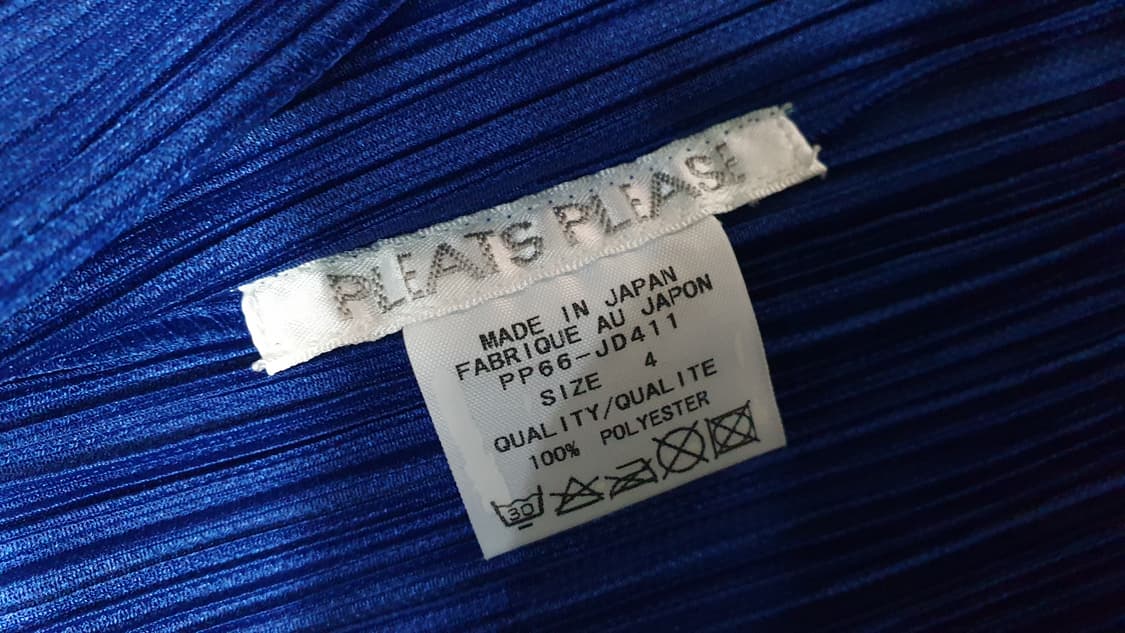 PLEATS PLEASE
MADE IN JAPAN
FABRIQUE AU JAPON
PP66-JD411
SIZE 4
QUALITY/QUALITE
100% POLYESTER
30